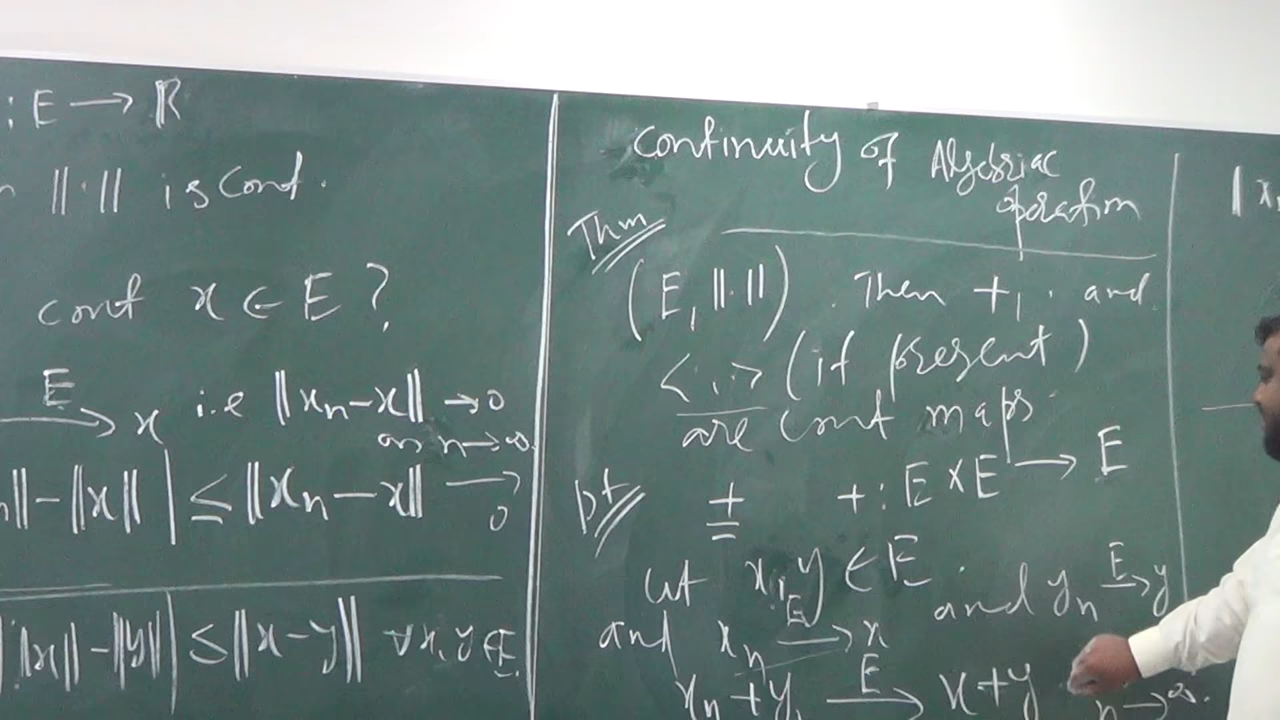 : E → ℝ
‖·‖ is Cont.
cont x ∈ E ?
E
→ x i.e ‖xn−x‖ → 0
as n→∞.
‖−‖x‖| ≤ ‖xn−x‖ → 0
|‖x‖−‖y‖| ≤ ‖x−y‖ ∀ x, y ∈ E.
Continuity of Algebriac
operation
Thm
(E, ‖·‖). Then +, · and
<,> (if present)
are cont maps.
pf + + : E × E → E
Let x, y ∈ E. and yn →E y
and xn →E x
xn + yn →E x+y n→∞.
‖x